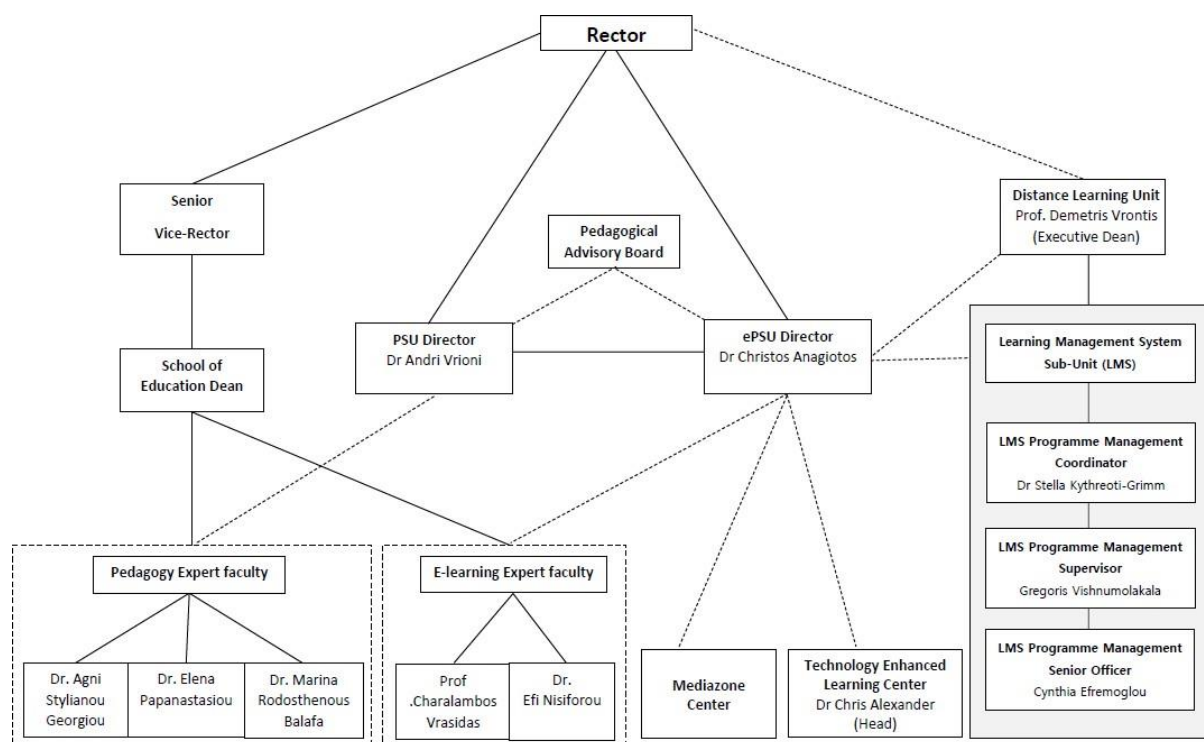 Rector
Senior
Vice-Rector
Pedagogical
Advisory Board
Distance Learning Unit
Prof. Demetris Vrontis
(Executive Dean)
PSU Director
Dr Andri Vrioni
ePSU Director
Dr Christos Anagiotos
School of
Education Dean
Learning Management System
Sub-Unit (LMS)
LMS Programme Management
Coordinator
Dr Stella Kythreoti-Grimm
LMS Programme Management
Supervisor
Gregoris Vishnumolakala
LMS Programme Management
Senior Officer
Cynthia Efremoglou
Pedagogy Expert faculty
E-learning Expert faculty
Dr. Agni
Stylianou
Georgiou
Dr. Elena
Papanastasiou
Dr. Marina
Rodosthenous
Balafa
Prof
.Charalambos
Vrasidas
Dr.
Efi Nisiforou
Mediazone
Center
Technology Enhanced
Learning Center
Dr Chris Alexander
(Head)